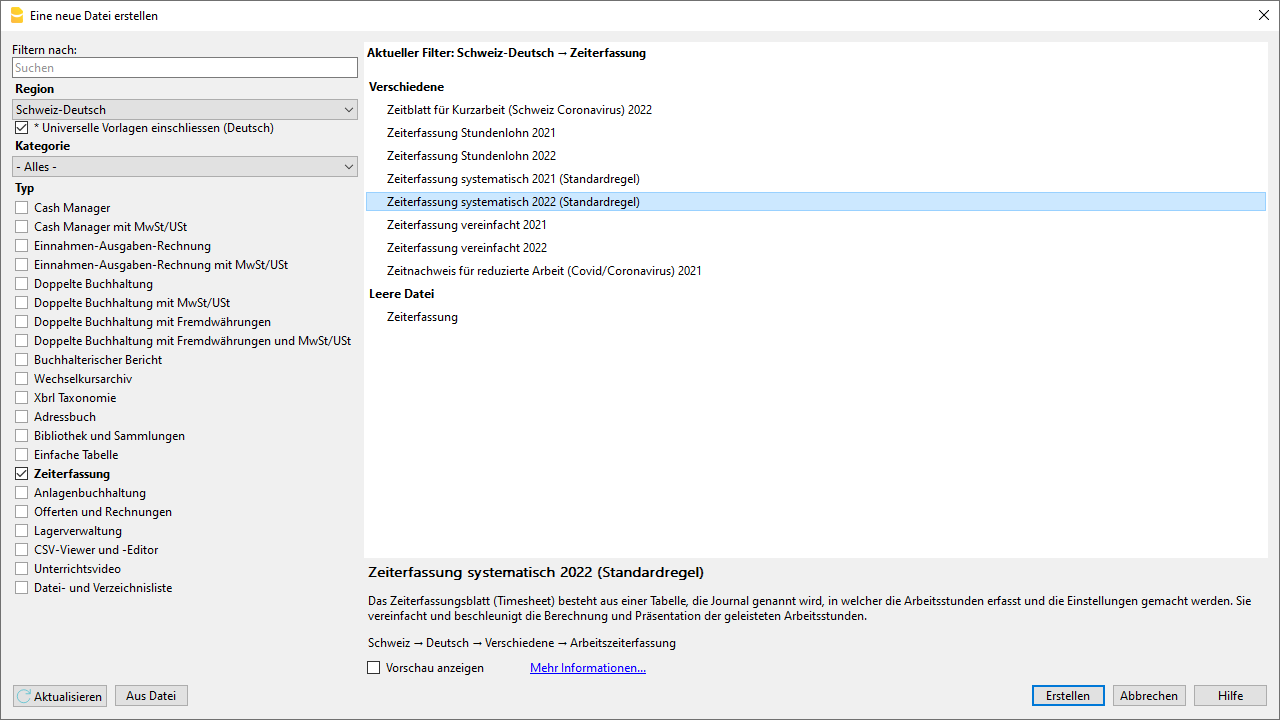 Eine neue Datei erstellen
Filtern nach:
Suchen
Region
Schweiz-Deutsch
* Universelle Vorlagen einschliessen (Deutsch)
Kategorie
- Alles -
Typ
Cash Manager
Cash Manager mit MwSt/USt
Einnahmen-Ausgaben-Rechnung
Einnahmen-Ausgaben-Rechnung mit MwSt/USt
Doppelte Buchhaltung
Doppelte Buchhaltung mit MwSt/USt
Doppelte Buchhaltung mit Fremdwährungen
Doppelte Buchhaltung mit Fremdwährungen und MwSt/USt
Buchhalterischer Bericht
Wechselkursarchiv
Xbrl Taxonomie
Adressbuch
Bibliothek und Sammlungen
Einfache Tabelle
Zeiterfassung
Anlagenbuchhaltung
Offerten und Rechnungen
Lagerverwaltung
CSV-Viewer und -Editor
Unterrichtsvideo
Datei- und Verzeichnisliste
Aktueller Filter: Schweiz-Deutsch → Zeiterfassung
Verschiedene
Zeitblatt für Kurzarbeit (Schweiz Coronavirus) 2022
Zeiterfassung Stundenlohn 2021
Zeiterfassung Stundenlohn 2022
Zeiterfassung systematisch 2021 (Standardregel)
Zeiterfassung systematisch 2022 (Standardregel)
Zeiterfassung vereinfacht 2021
Zeiterfassung vereinfacht 2022
Zeitnachweis für reduzierte Arbeit (Covid/Coronavirus) 2021
Leere Datei
Zeiterfassung
Zeiterfassung systematisch 2022 (Standardregel)
Das Zeiterfassungsblatt (Timesheet) besteht aus einer Tabelle, die Journal genannt wird, in welcher die Arbeitsstunden erfasst und die Einstellungen gemacht werden. Sie
vereinfacht und beschleunigt die Berechnung und Präsentation der geleisteten Arbeitsstunden.
Schweiz → Deutsch → Verschiedene → Arbeitszeiterfassung
Vorschau anzeigen Mehr Informationen...
Aktualisieren Aus Datei Erstellen Abbrechen Hilfe